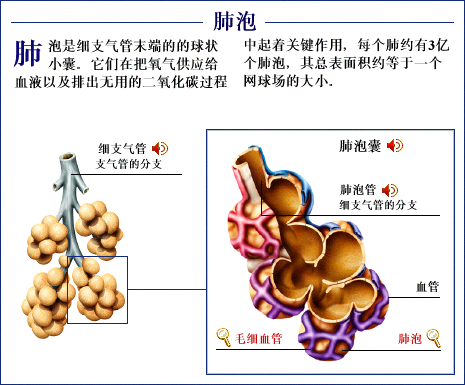 肺泡
肺泡是细支气管末端的的球状
小囊．它们在把氧气供应给
血液以及排出无用的二氧化碳过程
中起着关键作用，每个肺约有3亿
个肺泡，其总表面积约等于一个
网球场的大小．
细支气管
支气管的分支
肺泡囊
肺泡管
细支气管的分支
血管
毛细血管
肺泡